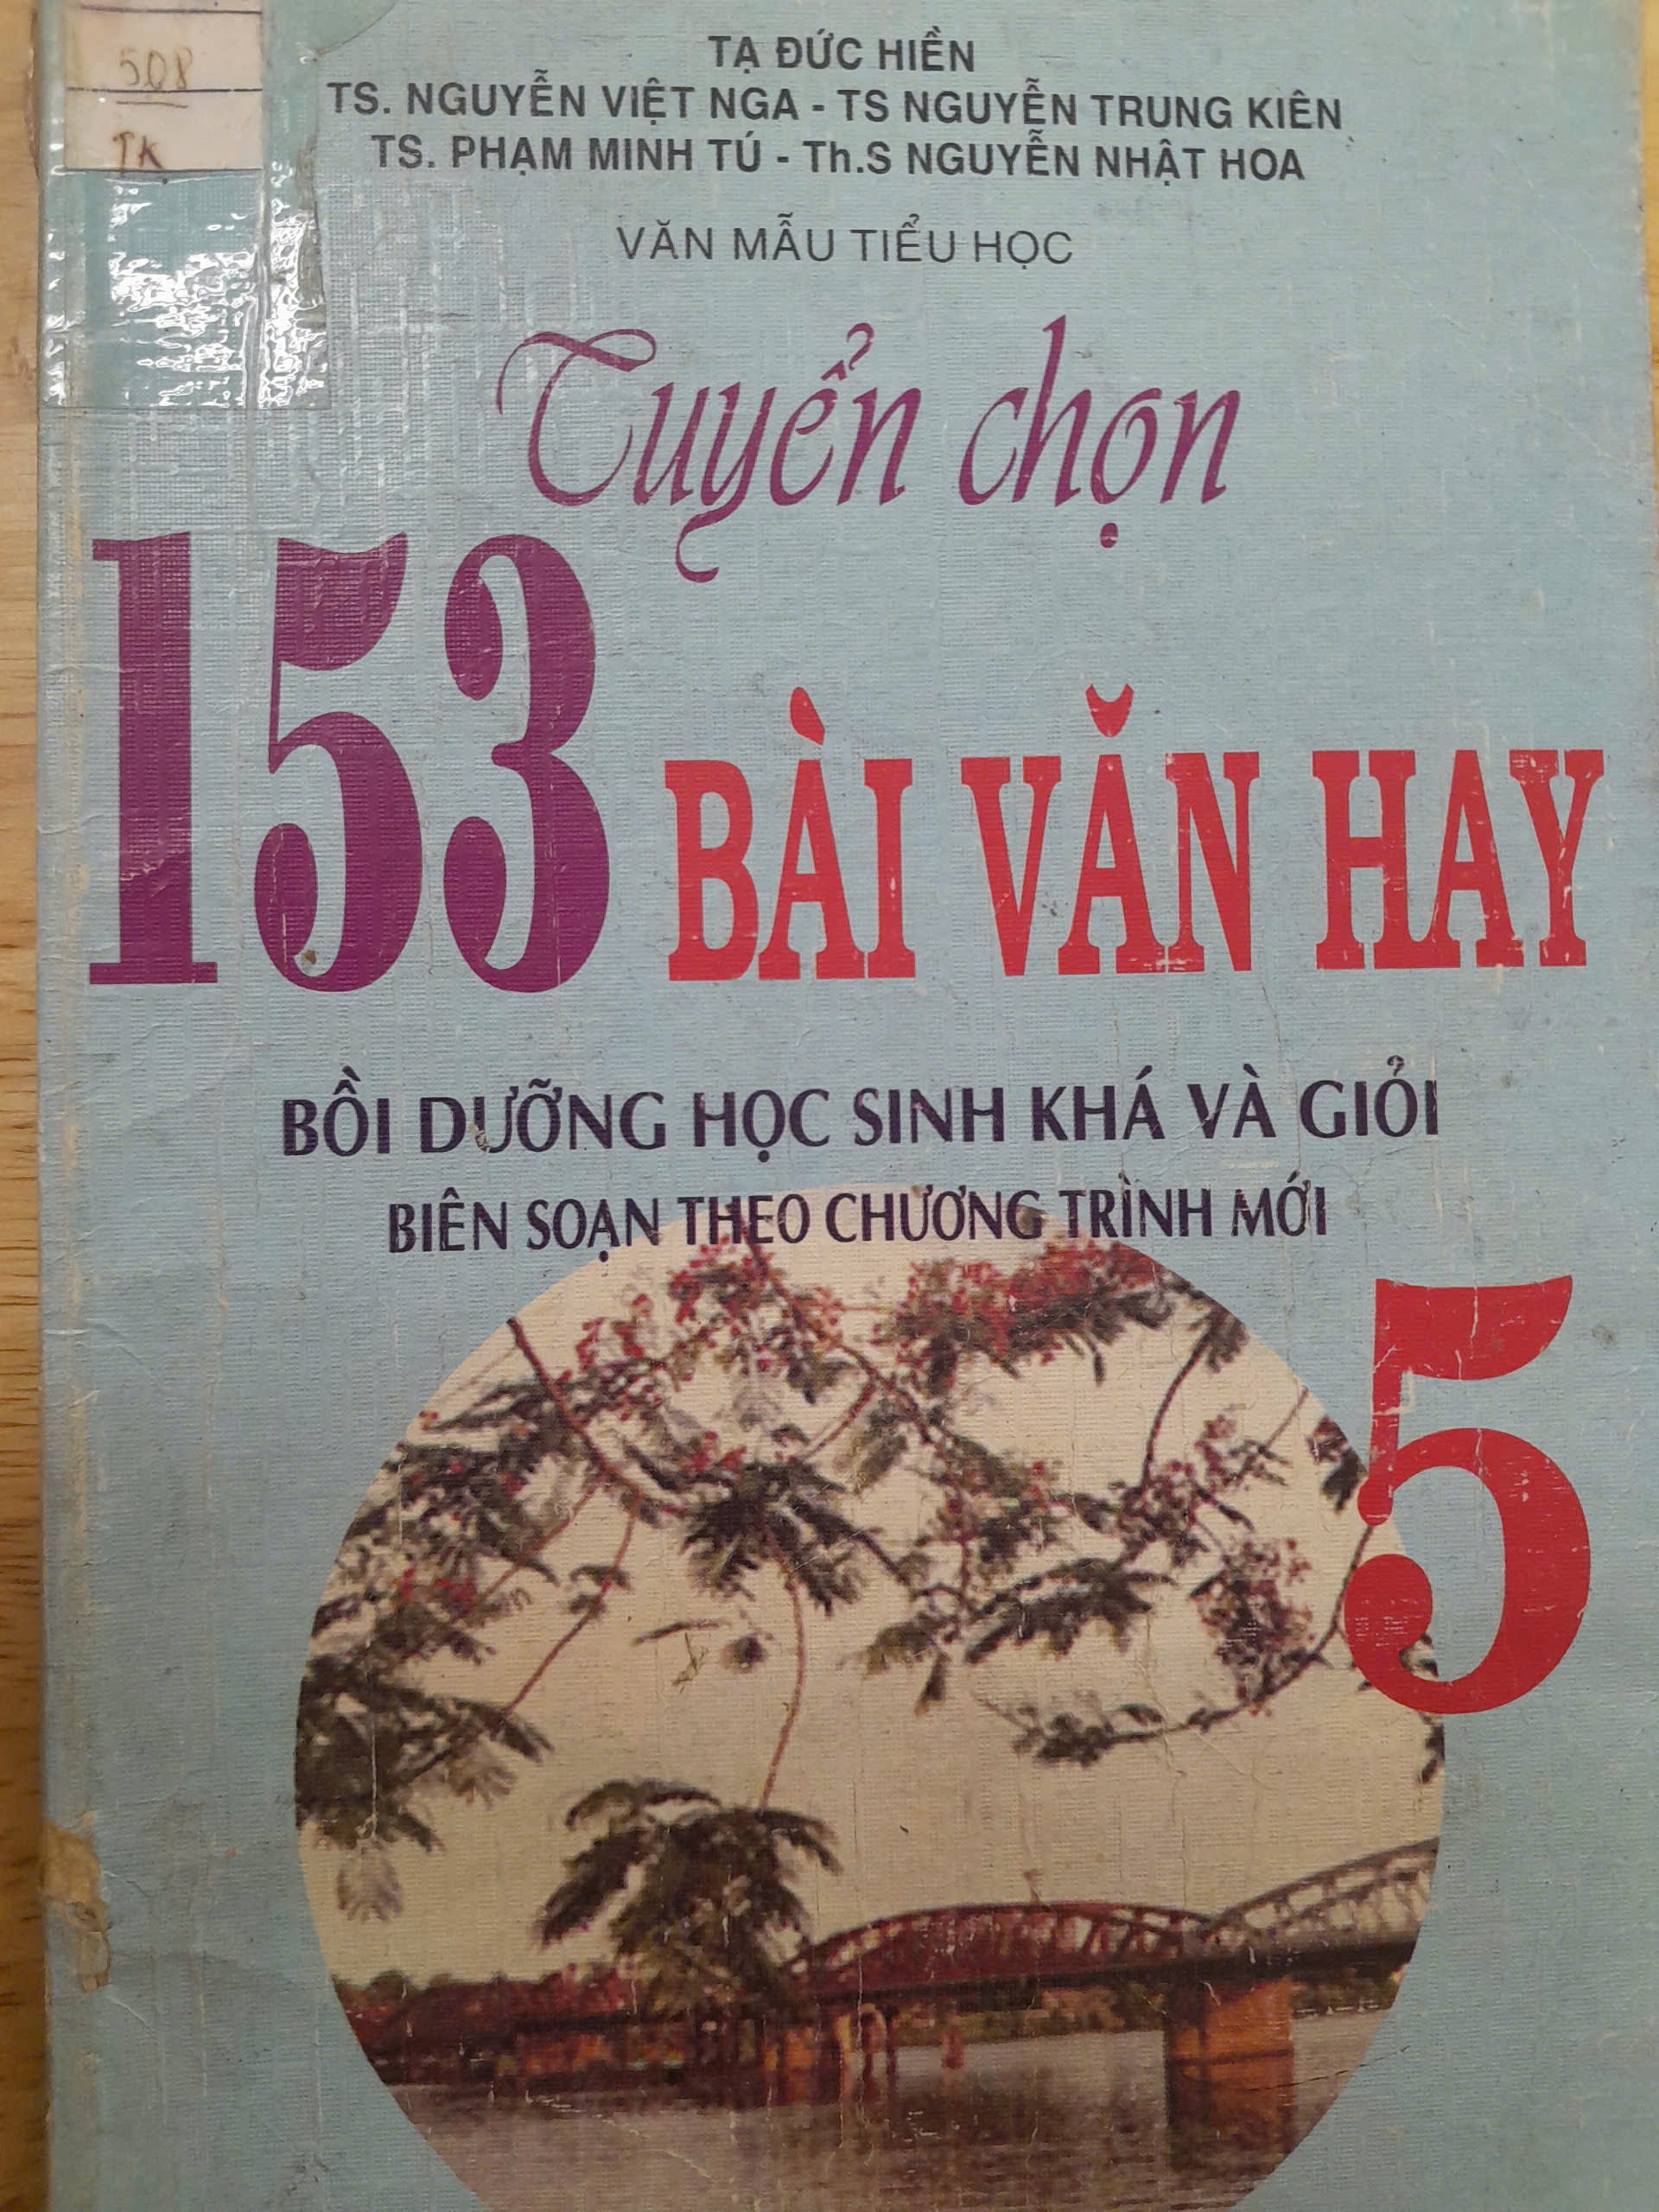 508
TK
TẠ ĐỨC HIỀN
TS. NGUYỄN VIỆT NGA - TS NGUYỄN TRUNG KIÊN
TS. PHẠM MINH TÚ - Th.S NGUYỄN NHẬT HOA
VĂN MẪU TIỂU HỌC
Tuyển chọn
153 BÀI VĂN HAY
BỒI DƯỠNG HỌC SINH KHÁ VÀ GIỎI
BIÊN SOẠN THEO CHƯƠNG TRÌNH MỚI
5